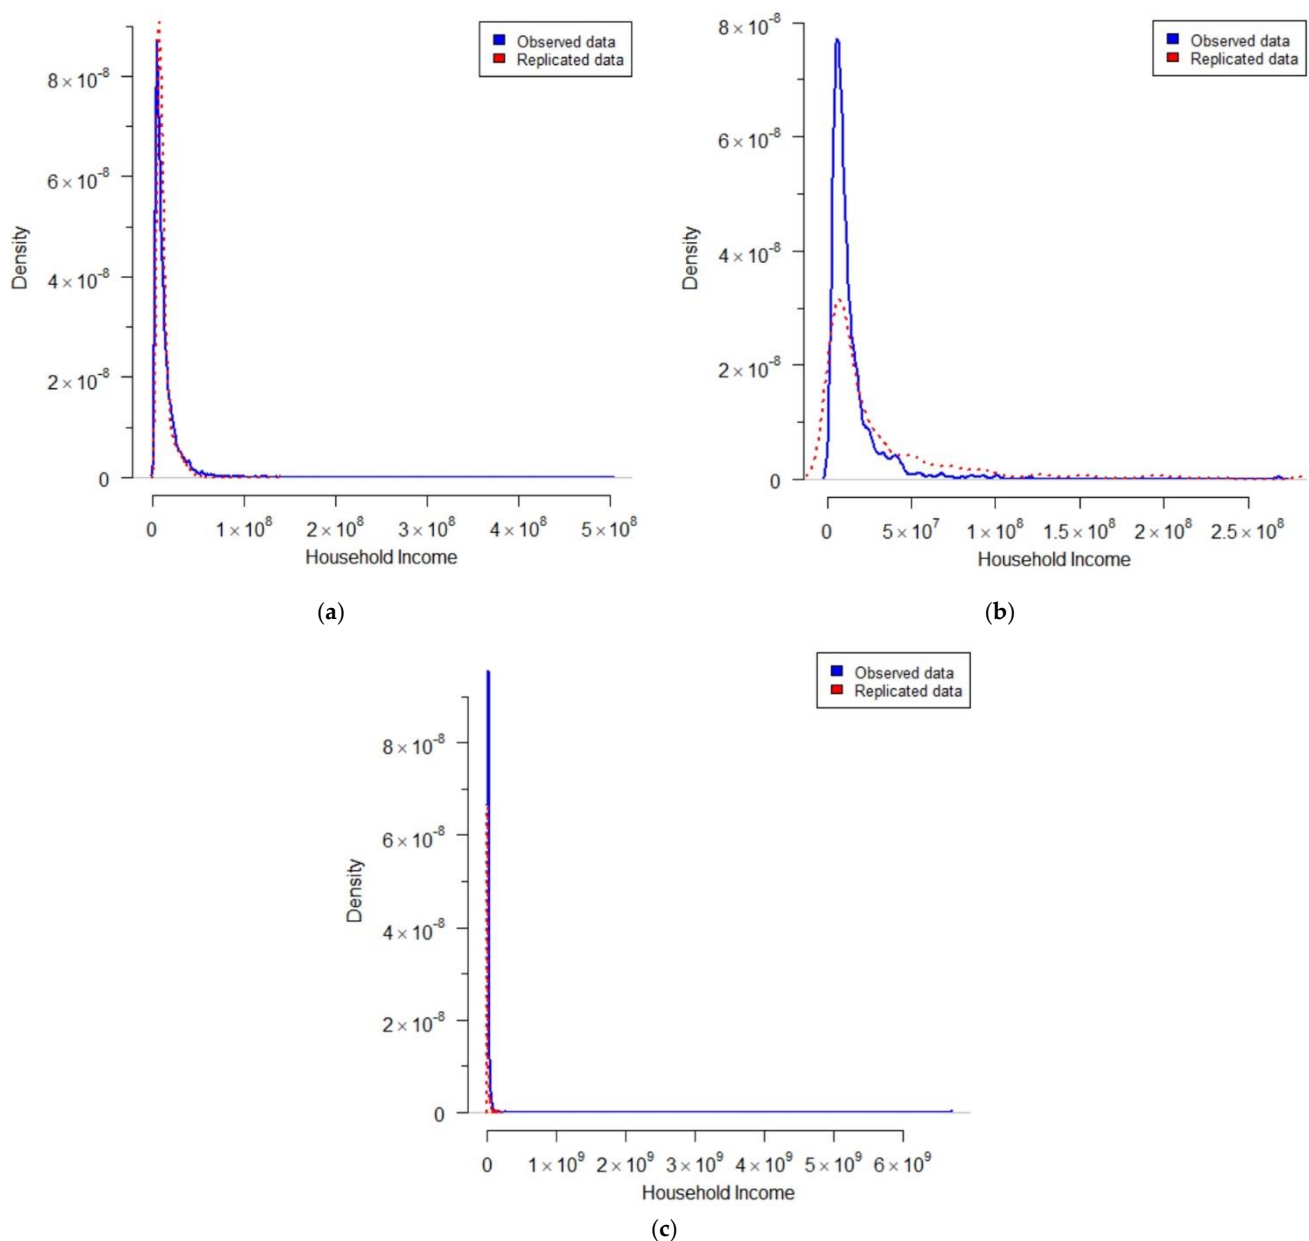 Observed data
Replicated data
8 × 10⁻⁸
6 × 10⁻⁸
4 × 10⁻⁸
2 × 10⁻⁸
0
Density
0 1 × 10⁸ 2 × 10⁸ 3 × 10⁸ 4 × 10⁸ 5 × 10⁸
Household Income
(a)
Observed data
Replicated data
8 × 10⁻⁸
6 × 10⁻⁸
4 × 10⁻⁸
2 × 10⁻⁸
0
Density
0 5 × 10⁷ 1 × 10⁸ 1.5 × 10⁸ 2 × 10⁸ 2.5 × 10⁸
Household Income
(b)
Observed data
Replicated data
8 × 10⁻⁸
6 × 10⁻⁸
4 × 10⁻⁸
2 × 10⁻⁸
0
Density
0 1 × 10⁹ 2 × 10⁹ 3 × 10⁹ 4 × 10⁹ 5 × 10⁹ 6 × 10⁹
Household Income
(c)